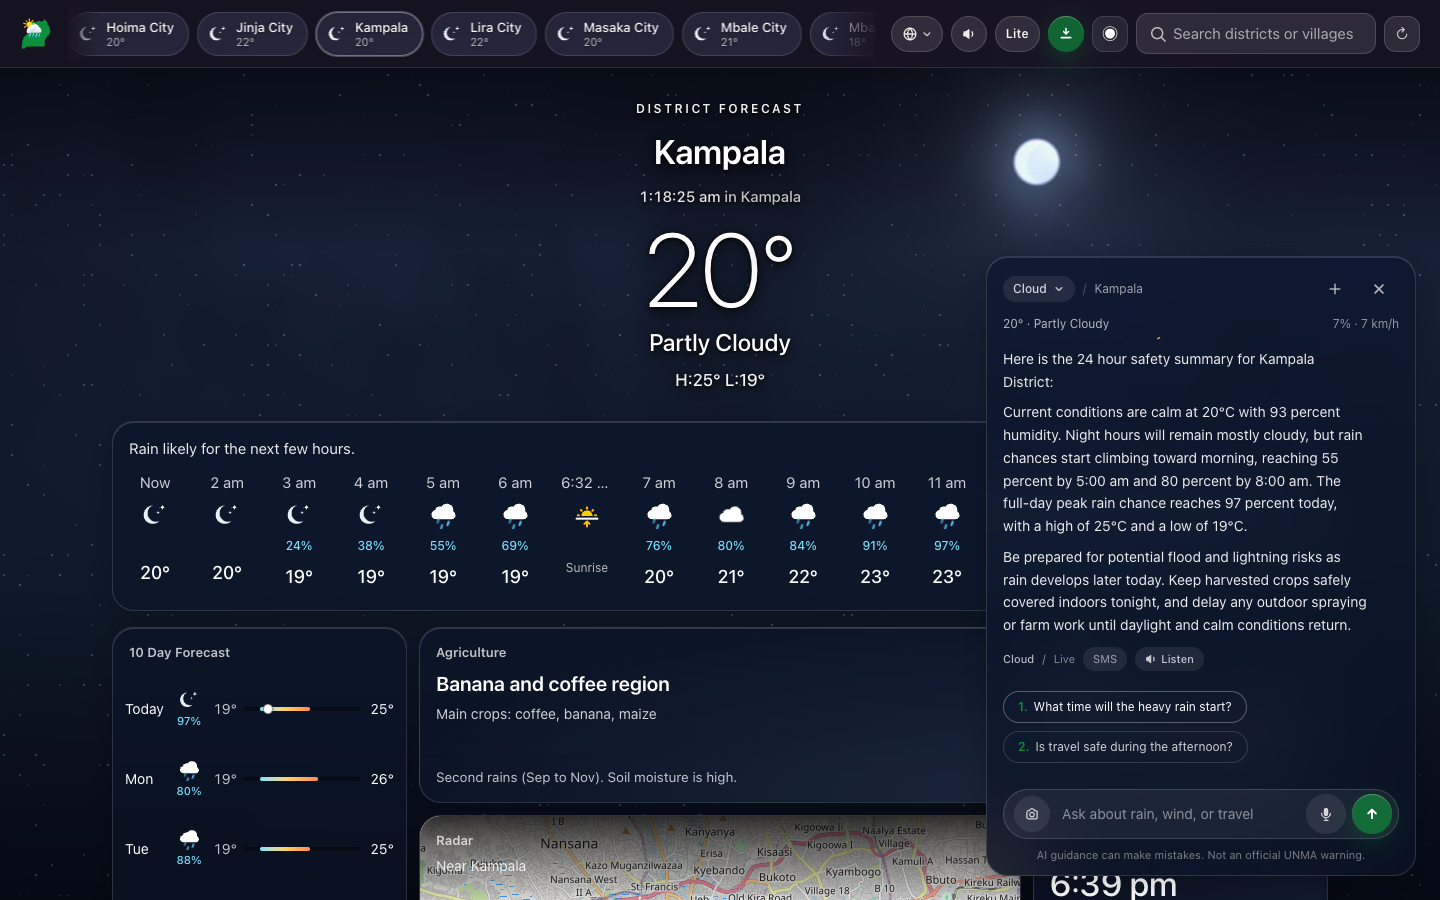 Hoima City
20°
Jinja City
22°
Kampala
20°
Lira City
22°
Masaka City
20°
Mbale City
21°
Mba
18°
Lite
Search districts or villages
DISTRICT FORECAST
Kampala
1:18:25 am in Kampala
20°
Partly Cloudy
H:25° L:19°
Rain likely for the next few hours.
Now
2 am
3 am
4 am
5 am
6 am
6:32 ...
7 am
8 am
9 am
10 am
11 am
24%
38%
55%
69%
76%
80%
84%
91%
97%
20°
20°
19°
19°
19°
19°
Sunrise
20°
21°
22°
23°
23°
10 Day Forecast
Today
97%
19°
25°
Mon
80%
19°
26°
Tue
88%
19°
25°
Agriculture
Banana and coffee region
Main crops: coffee, banana, maize
Second rains (Sep to Nov). Soil moisture is high.
Radar
Near Kampala
I B
Nansana
Kanyanya
Kigoowa Ii
Naalya Estate
Village
Erisa
Kisaasi
Kigoowa I
Kazo Muganzilwazaa
Kamuli A
Hassan T
Kyebando
Bukoto
Kyambogo
Bbuto
Kireku Railw
Nansana West
St. Francis
II A
Village 18
B 10
Old Kira Road
Kireku Main
Cloud
/
Kampala
20° · Partly Cloudy
7% · 7 km/h
Here is the 24 hour safety summary for Kampala
District:
Current conditions are calm at 20°C with 93 percent
humidity. Night hours will remain mostly cloudy, but rain
chances start climbing toward morning, reaching 55
percent by 5:00 am and 80 percent by 8:00 am. The
full-day peak rain chance reaches 97 percent today,
with a high of 25°C and a low of 19°C.
Be prepared for potential flood and lightning risks as
rain develops later today. Keep harvested crops safely
covered indoors tonight, and delay any outdoor spraying
or farm work until daylight and calm conditions return.
Cloud / Live
SMS
Listen
1. What time will the heavy rain start?
2. Is travel safe during the afternoon?
Ask about rain, wind, or travel
AI guidance can make mistakes. Not an official UNMA warning.
6:39 pm